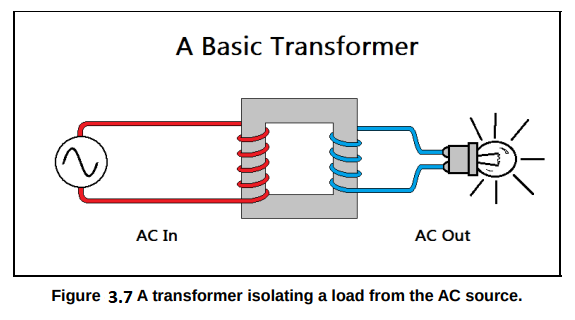 A Basic Transformer
AC In
AC Out
Figure 3.7 A transformer isolating a load from the AC source.